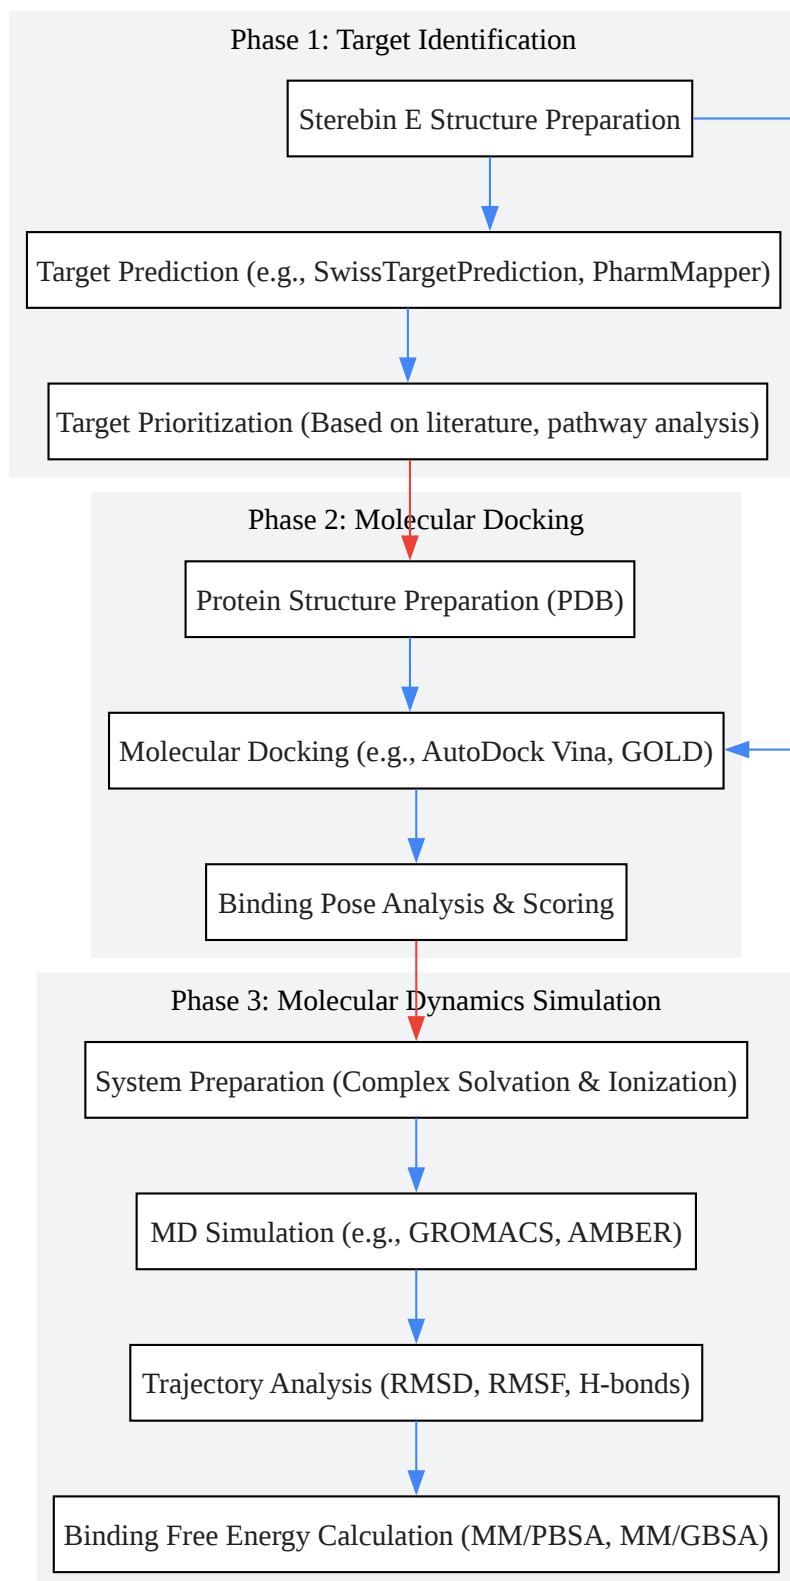 Phase 1: Target Identification
Sterebin E Structure Preparation
Target Prediction (e.g., SwissTargetPrediction, PharmMapper)
Target Prioritization (Based on literature, pathway analysis)
Phase 2: Molecular Docking
Protein Structure Preparation (PDB)
Molecular Docking (e.g., AutoDock Vina, GOLD)
Binding Pose Analysis & Scoring
Phase 3: Molecular Dynamics Simulation
System Preparation (Complex Solvation & Ionization)
MD Simulation (e.g., GROMACS, AMBER)
Trajectory Analysis (RMSD, RMSF, H-bonds)
Binding Free Energy Calculation (MM/PBSA, MM/GBSA)